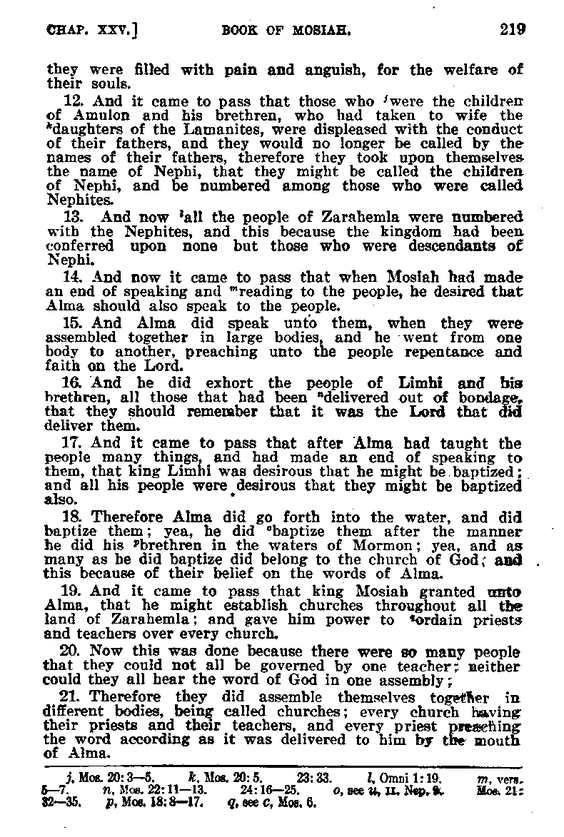 CHAP. XXV.] BOOK OF MOSIAH. 219
they were filled with pain and anguish, for the welfare of
their souls.
12. And it came to pass that those who jwere the children
of Amulon and his brethren, who had taken to wife the
kdaughters of the Lamanites, were displeased with the conduct
of their fathers, and they would no longer be called by the
names of their fathers, therefore they took upon themselves
the name of Nephi, that they might be called the children
of Nephi, and be numbered among those who were called
Nephites.
13. And now lall the people of Zarahemla were numbered
with the Nephites, and this because the kingdom had been
conferred upon none but those who were descendants of
Nephi.
14. And now it came to pass that when Mosiah had made
an end of speaking and mreading to the people, he desired that
Alma should also speak to the people.
15. And Alma did speak unto them, when they were
assembled together in large bodies, and he went from one
body to another, preaching unto the people repentance and
faith on the Lord.
16. And he did exhort the people of Limhi and his
brethren, all those that had been ndelivered out of bondage,
that they should remember that it was the Lord that did
deliver them.
17. And it came to pass that after Alma had taught the
people many things, and had made an end of speaking to
them, that king Limhi was desirous that he might be baptized;
and all his people were desirous that they might be baptized
also.
18. Therefore Alma did go forth into the water, and did
baptize them; yea, he did obaptize them after the manner
he did his pbrethren in the waters of Mormon; yea, and as
many as he did baptize did belong to the church of God; and
this because of their belief on the words of Alma.
19. And it came to pass that king Mosiah granted unto
Alma, that he might establish churches throughout all the
land of Zarahemla; and gave him power to qordain priests
and teachers over every church.
20. Now this was done because there were so many people
that they could not all be governed by one teacher; neither
could they all hear the word of God in one assembly;
21. Therefore they did assemble themselves together in
different bodies, being called churches; every church having
their priests and their teachers, and every priest preaching
the word according as it was delivered to him by the mouth
of Alma.
j, Mos. 20:3—5. k, Mos. 20:5. 23:33. l, Omni 1:19. m, vers.
5—7. n, Mos. 22:11—13. 24:16—25. o, see u, II. Nep. 9. Mos. 21:
32—35. p, Mos. 18:8—17. q, see c, Mos. 6.